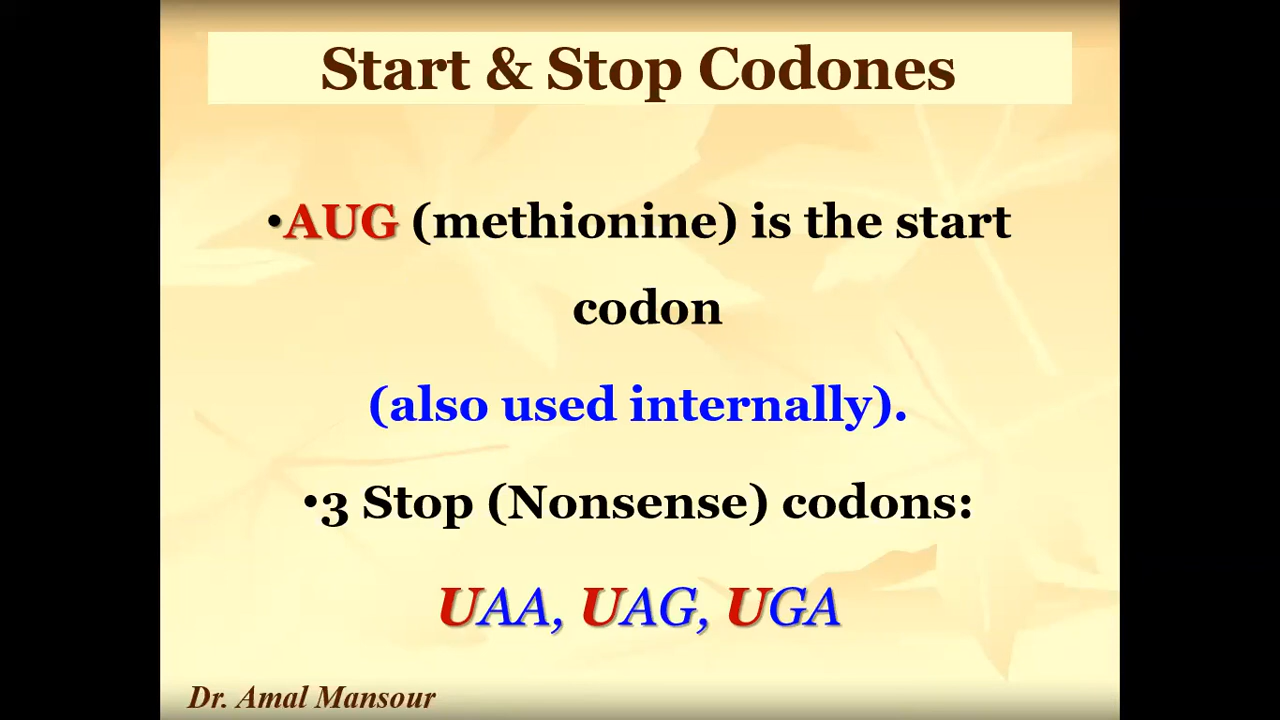 Start & Stop Codones
•AUG (methionine) is the start
codon
(also used internally).
•3 Stop (Nonsense) codons:
UAA, UAG, UGA
Dr. Amal Mansour